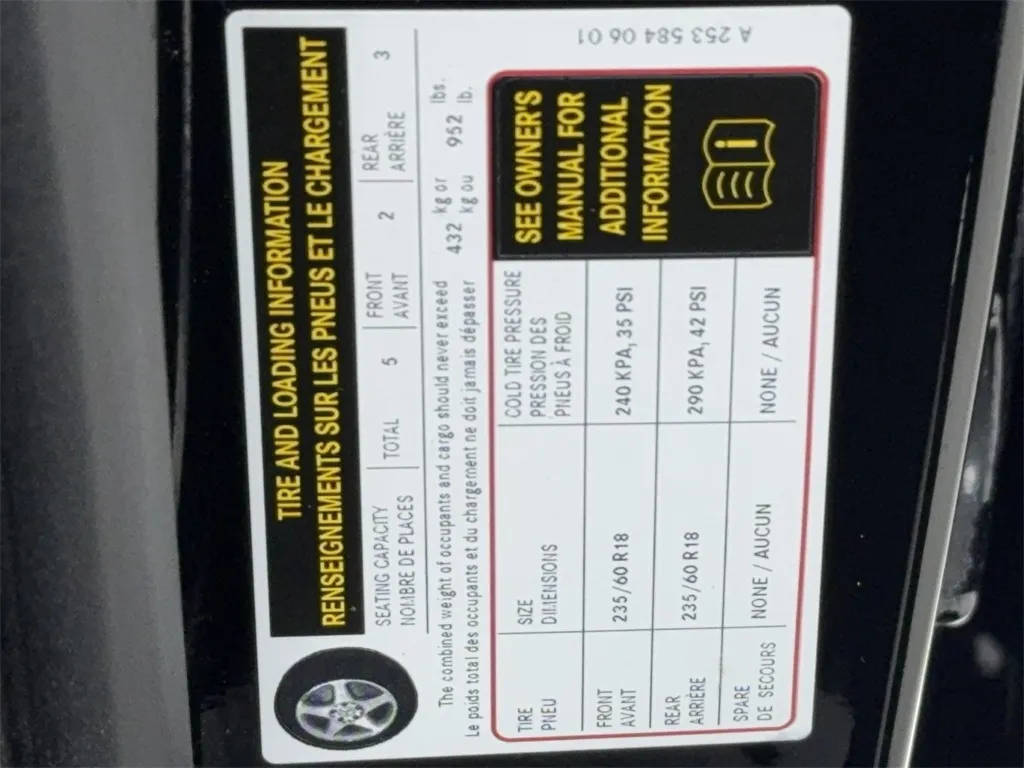 A 253 584 06 01
TIRE AND LOADING INFORMATION
RENSEIGNEMENTS SUR LES PNEUS ET LE CHARGEMENT
SEATING CAPACITY TOTAL 5 FRONT 2 REAR 3
NOMBRE DE PLACES AVANT ARRIÈRE
The combined weight of occupants and cargo should never exceed 432 kg or 952 lbs.
Le poids total des occupants et du chargement ne doit jamais dépasser kg ou lb.
TIRE SIZE COLD TIRE PRESSURE
PNEU DIMENSIONS PRESSION DES
PNEUS À FROID
FRONT 235/60 R18 240 KPA, 35 PSI
AVANT
REAR 235/60 R18 290 KPA, 42 PSI
ARRIÈRE
SPARE NONE / AUCUN NONE / AUCUN
DE SECOURS
SEE OWNER'S
MANUAL FOR
ADDITIONAL
INFORMATION